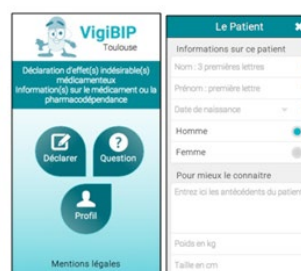 VigiBIP
Toulouse
Déclaration d'effet(s) indésirable(s)
médicamenteux
Information(s) sur le médicament ou la
pharmacodépendance
Déclarer
Question
Profil
Mentions légales
Le Patient
Informations sur ce patient
Nom : 3 premières lettres
Prénom : première lettre
Date de naissance
Homme
Femme
Pour mieux le connaitre
Entrez ici les antécédents du patient
Poids en kg
Taille en cm